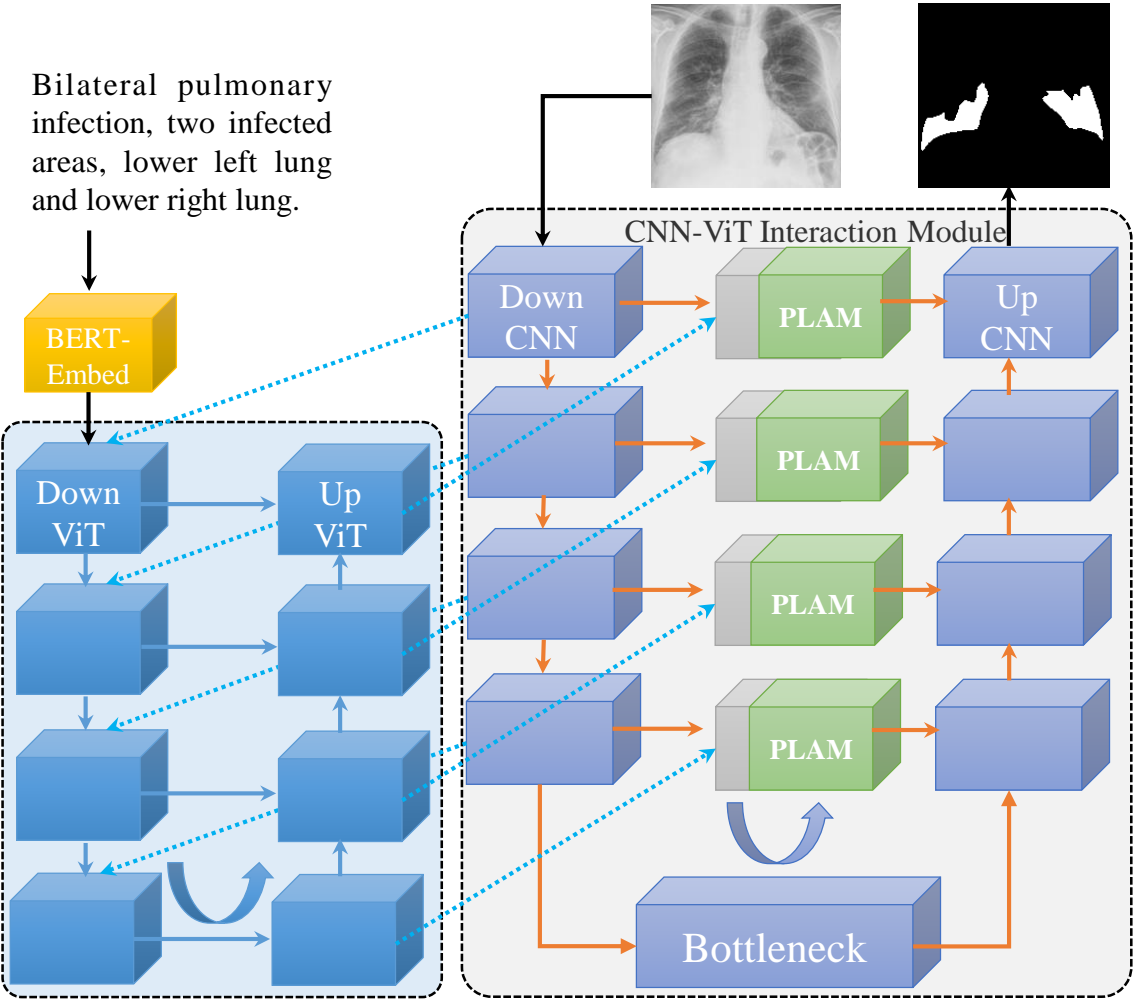 Bilateral pulmonary
infection, two infected
areas, lower left lung
and lower right lung.
CNN-ViT Interaction Module
BERT-
Embed
Down
CNN
PLAM
Up
CNN
PLAM
Down
ViT
Up
ViT
PLAM
PLAM
Bottleneck